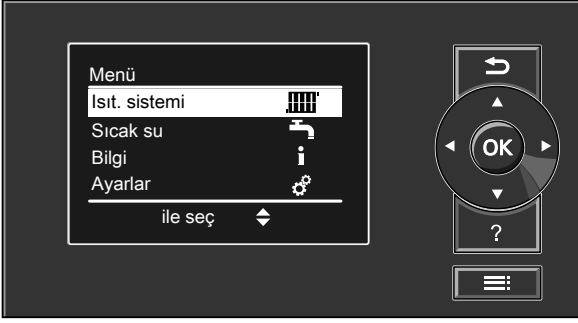 Menü
Isıt. sistemi
Sıcak su
Bilgi
i
Ayarlar
ile seç
OK
?